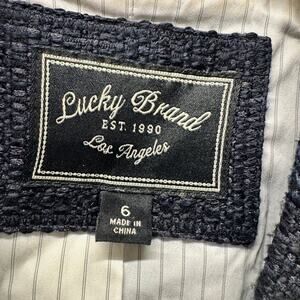 Lucky Brand
EST. 1990
Los Angeles
6
MADE IN
CHINA